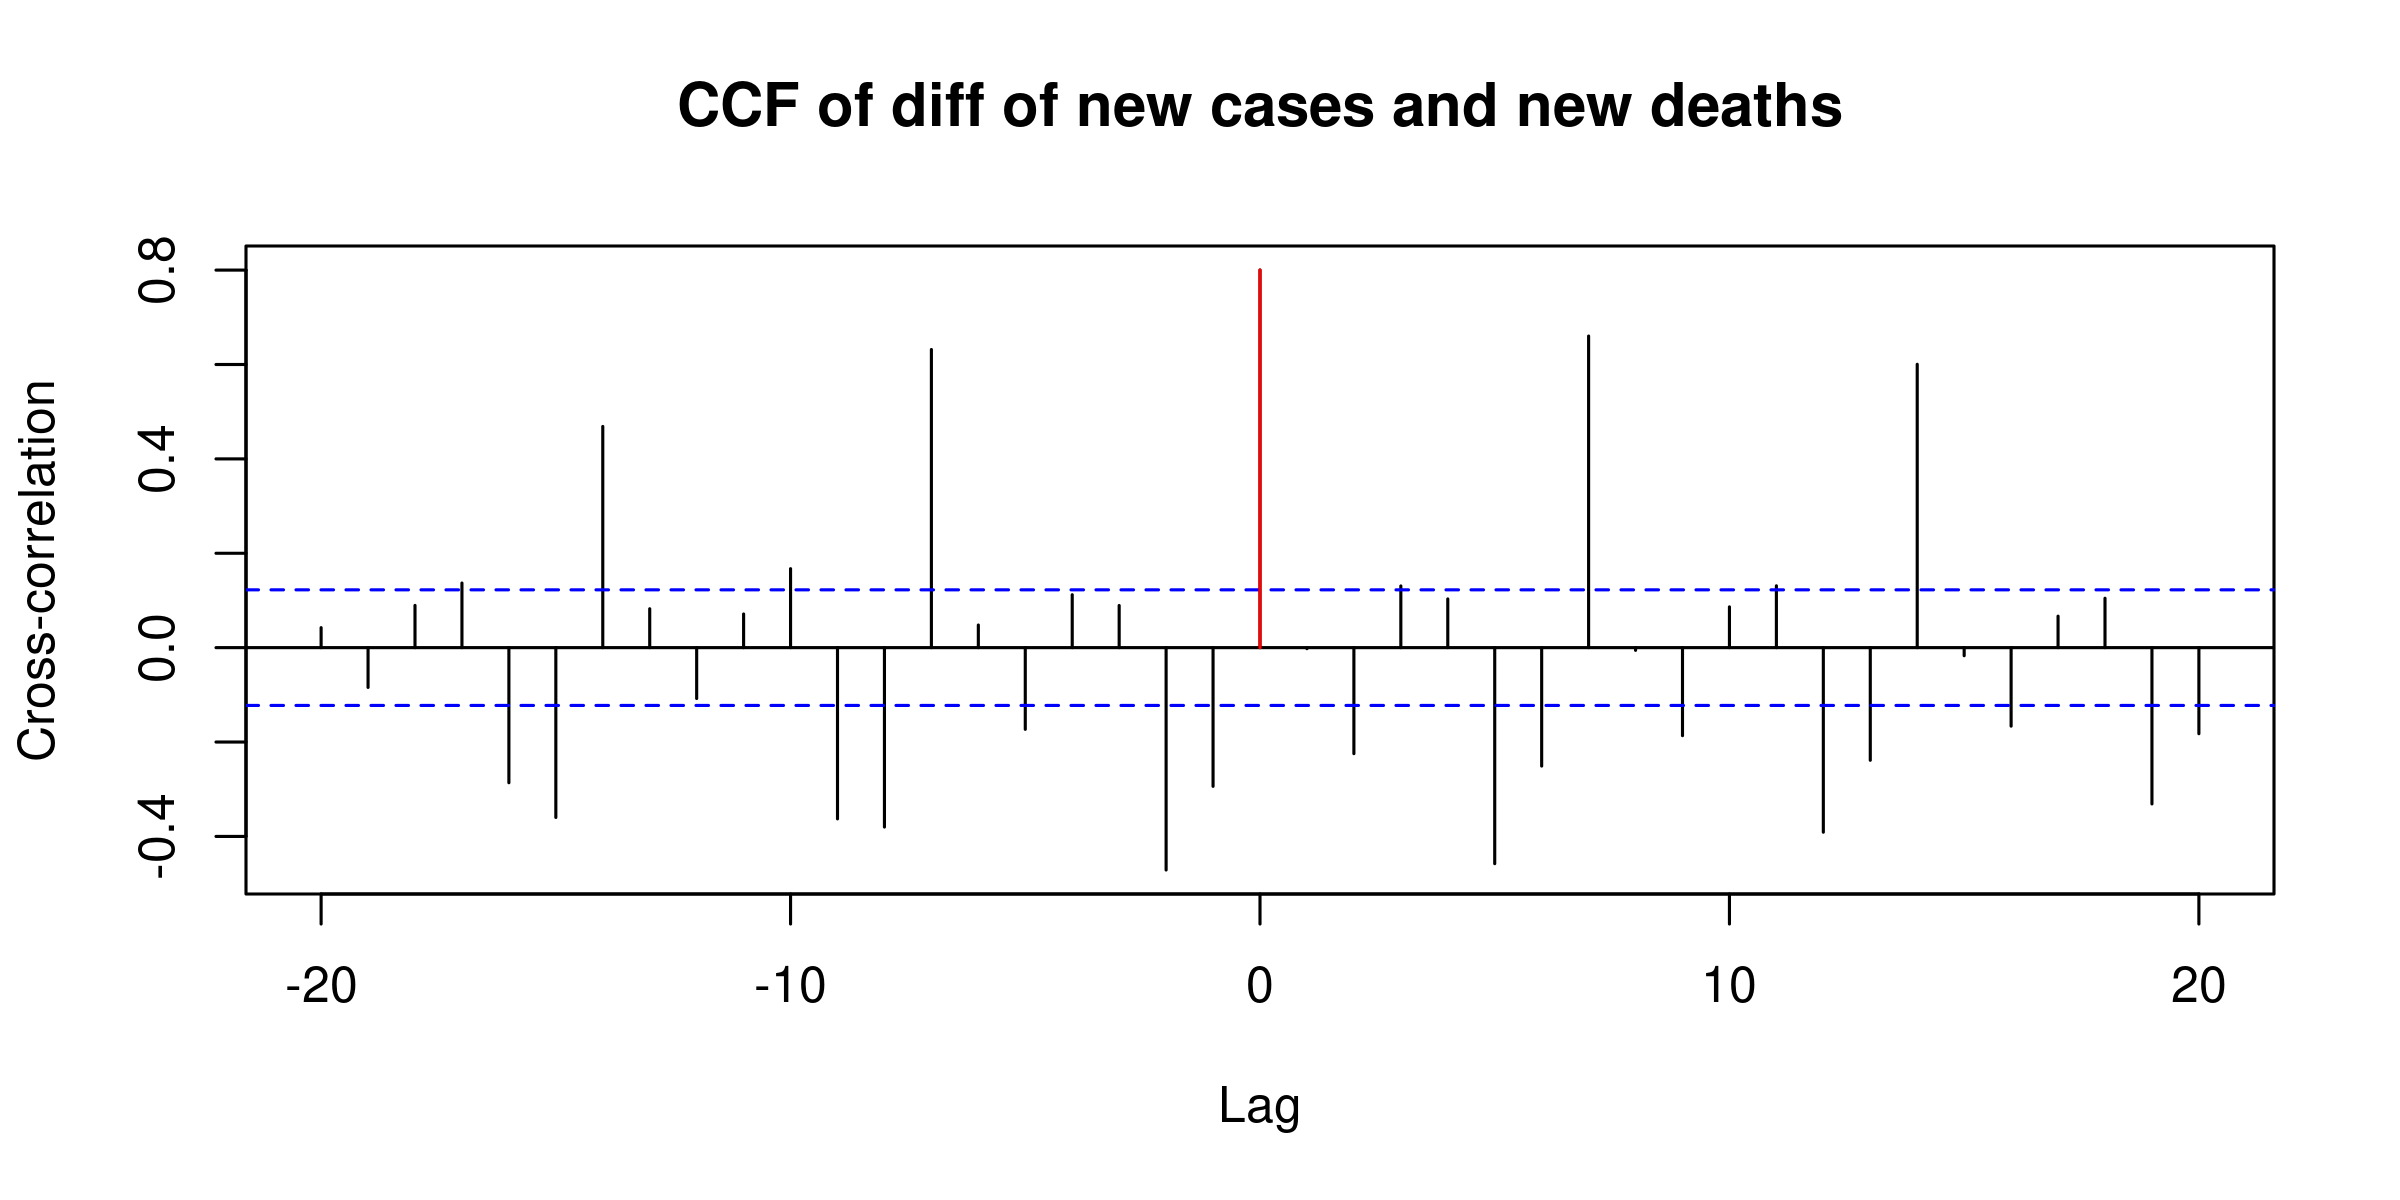 CCF of diff of new cases and new deaths
Cross-correlation
0.8
0.4
0.0
-0.4
-20 -10 0 10 20
Lag